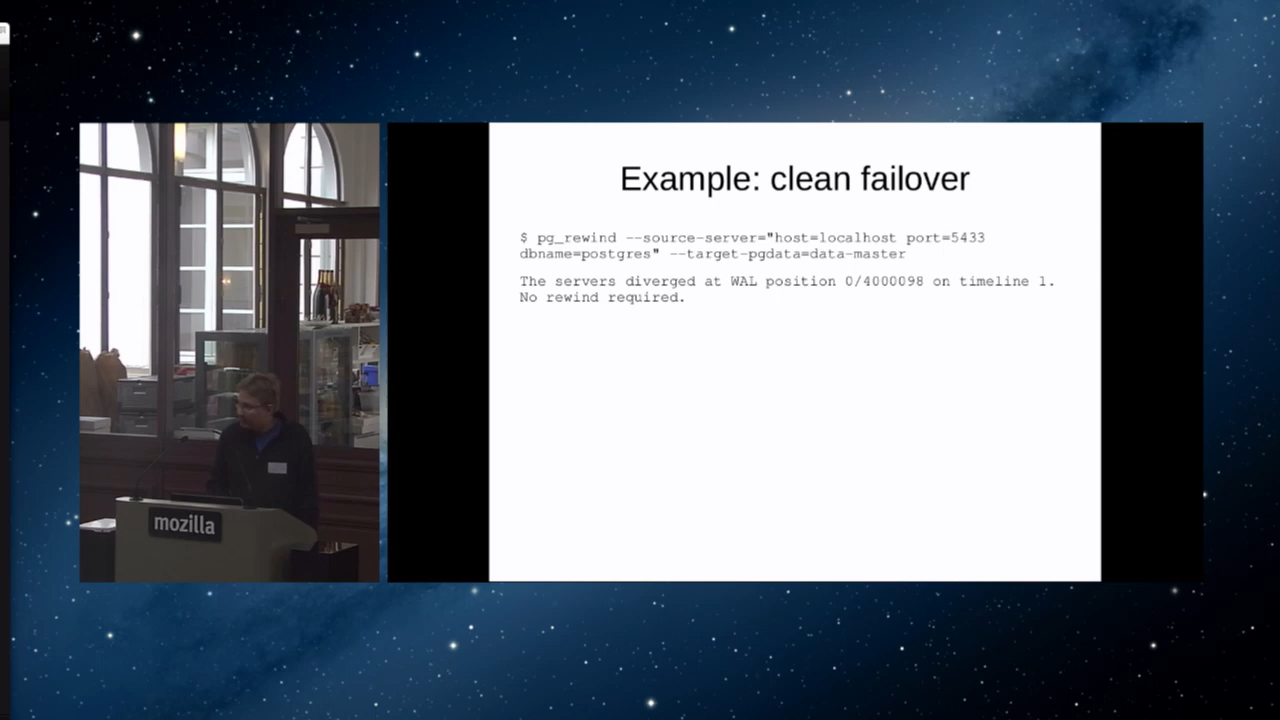 Example: clean failover
$ pg_rewind --source-server="host=localhost port=5433
dbname=postgres" --target-pgdata=data-master
The servers diverged at WAL position 0/4000098 on timeline 1.
No rewind required.
mozilla